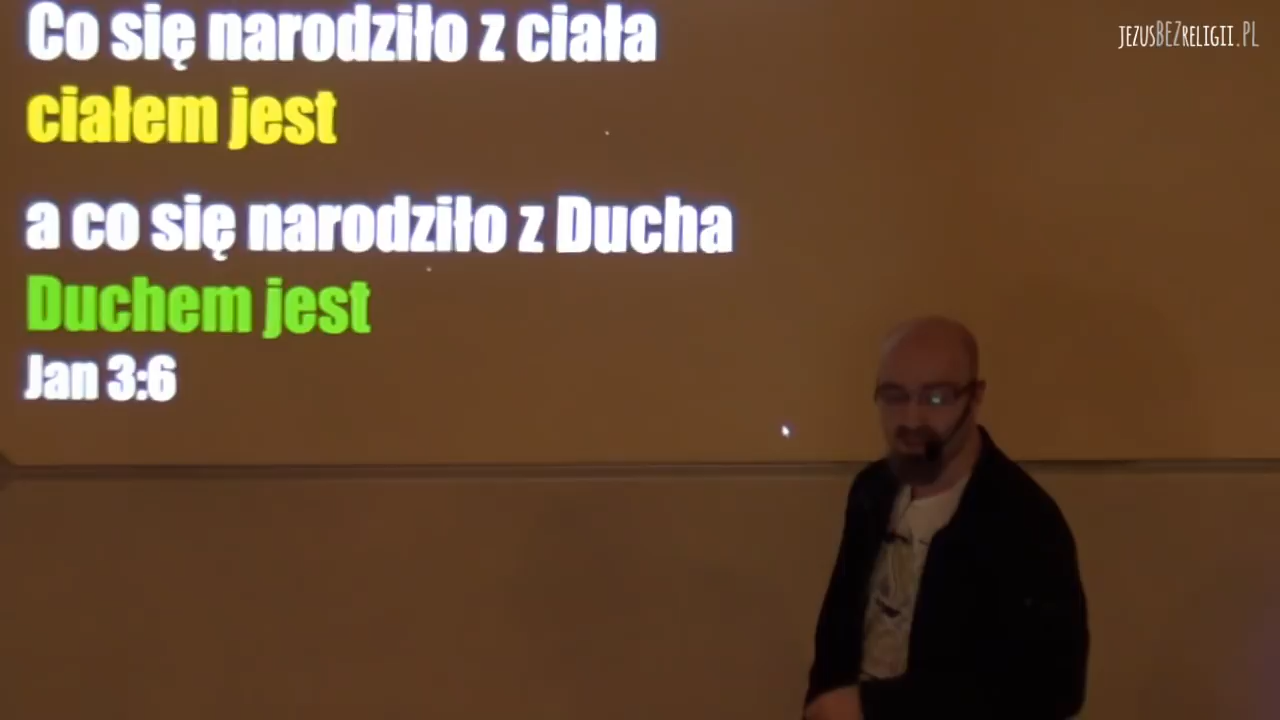 Co się narodziło z ciała
jezusBEZreligii.PL
ciałem jest
a co się narodziło z Ducha
Duchem jest
Jan 3:6